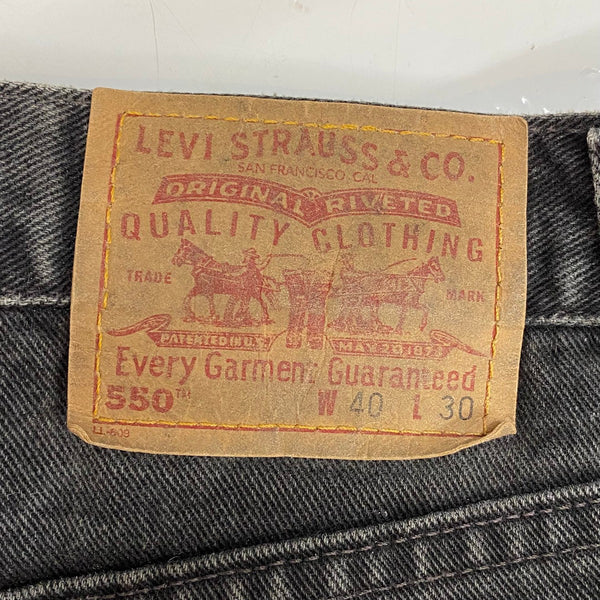 LEVI STRAUSS & CO.
SAN FRANCISCO, CAL
ORIGINAL RIVETED
QUALITY CLOTHING
TRADE MARK
PATENTED IN U.S. MAY 20 1873
Every Garment Guaranteed
550™ W 40 L 30